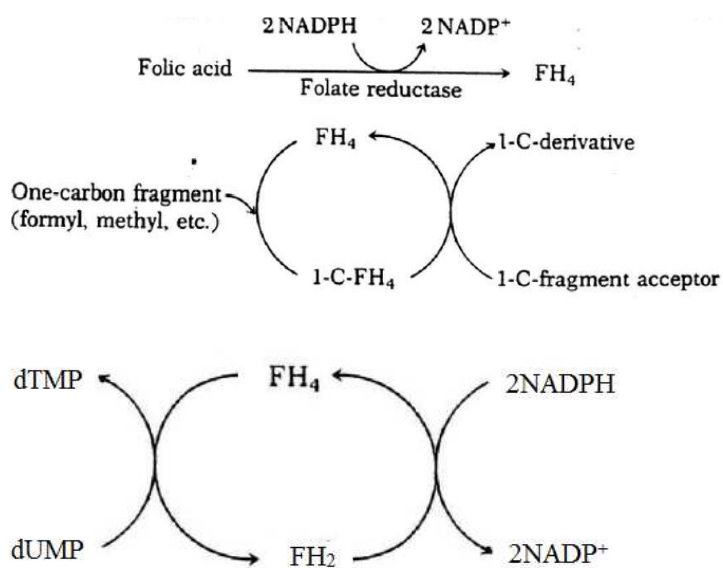 2 NADPH 2 NADP⁺
Folic acid FH₄
Folate reductase
FH₄ 1-C-derivative
One-carbon fragment
(formyl, methyl, etc.)
1-C-FH₄ 1-C-fragment acceptor
dTMP FH₄ 2NADPH
dUMP FH₂ 2NADP⁺